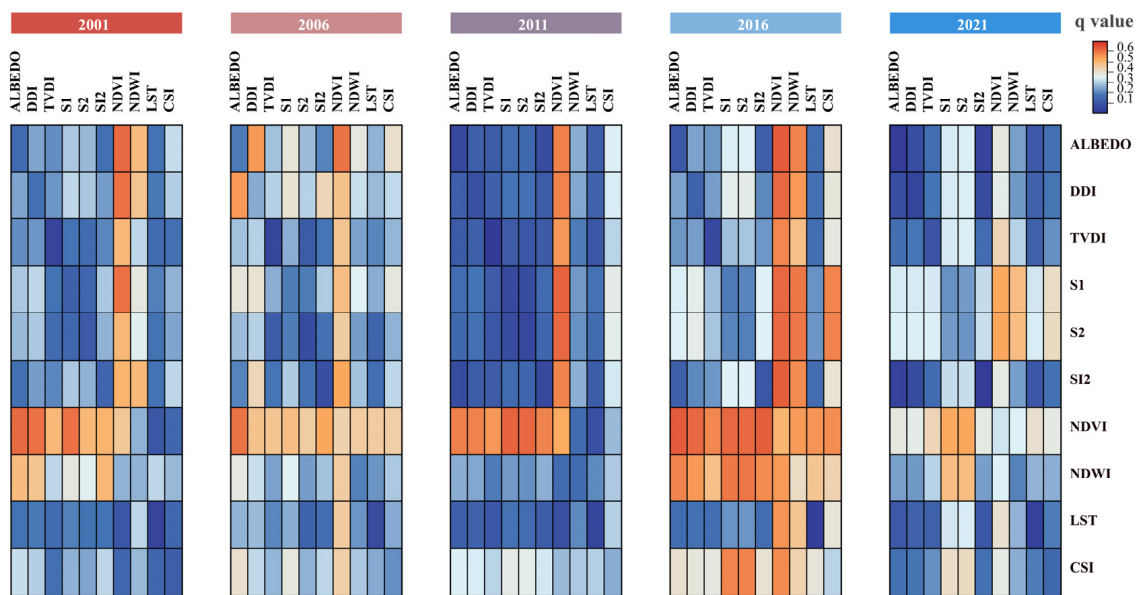 2001 2006 2011 2016 2021 q value
0.6
0.5
0.4
0.3
0.2
0.1
ALBEDO DDI TVDI S1 S2 SI2 NDVI NDWI LST CSI
ALBEDO DDI TVDI S1 S2 SI2 NDVI NDWI LST CSI
ALBEDO DDI TVDI S1 S2 SI2 NDVI NDWI LST CSI
ALBEDO DDI TVDI S1 S2 SI2 NDVI NDWI LST CSI
ALBEDO DDI TVDI S1 S2 SI2 NDVI NDWI LST CSI
ALBEDO
DDI
TVDI
S1
S2
SI2
NDVI
NDWI
LST
CSI